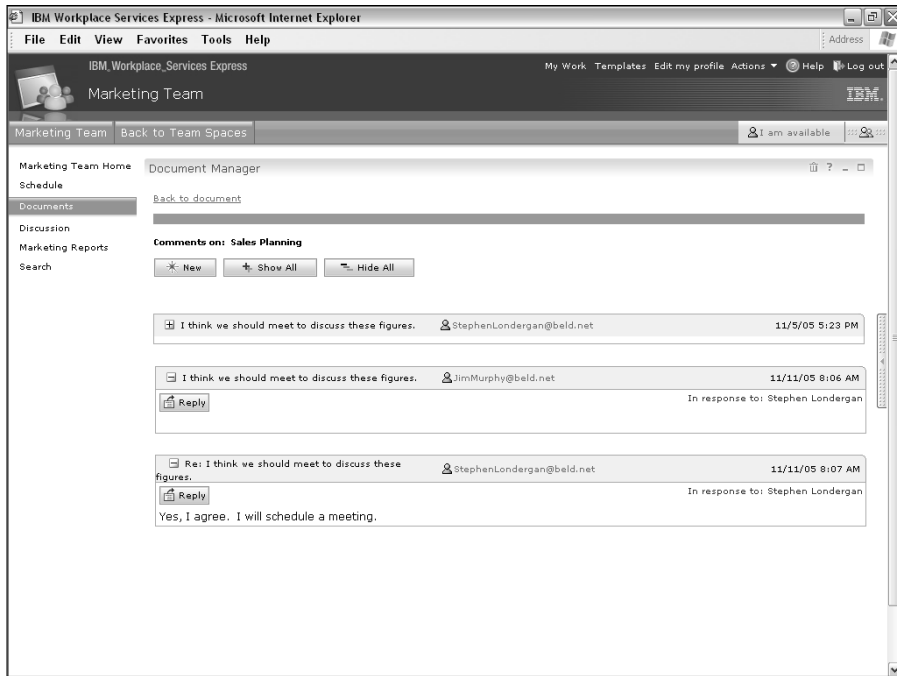 IBM Workplace Services Express - Microsoft Internet Explorer
File Edit View Favorites Tools Help Address
IBM_Workplace_Services Express My Work Templates Edit my profile Actions Help Log out
Marketing Team IBM.
Marketing Team Back to Team Spaces I am available
Marketing Team Home Document Manager ?
Schedule
Back to document
Documents
Discussion
Comments on: Sales Planning
Marketing Reports
Search New Show All Hide All
I think we should meet to discuss these figures. StephenLondergan@beld.net 11/5/05 5:23 PM
I think we should meet to discuss these figures. JimMurphy@beld.net 11/11/05 8:06 AM
Reply In response to: Stephen Londergan
Re: I think we should meet to discuss these
figures. StephenLondergan@beld.net 11/11/05 8:07 AM
Reply In response to: Stephen Londergan
Yes, I agree. I will schedule a meeting.